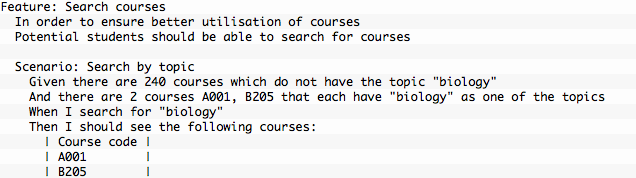 Feature: Search courses
In order to ensure better utilisation of courses
Potential students should be able to search for courses
Scenario: Search by topic
Given there are 240 courses which do not have the topic "biology"
And there are 2 courses A001, B205 that each have "biology" as one of the topics
When I search for "biology"
Then I should see the following courses:
| Course code |
| A001 |
| B205 |